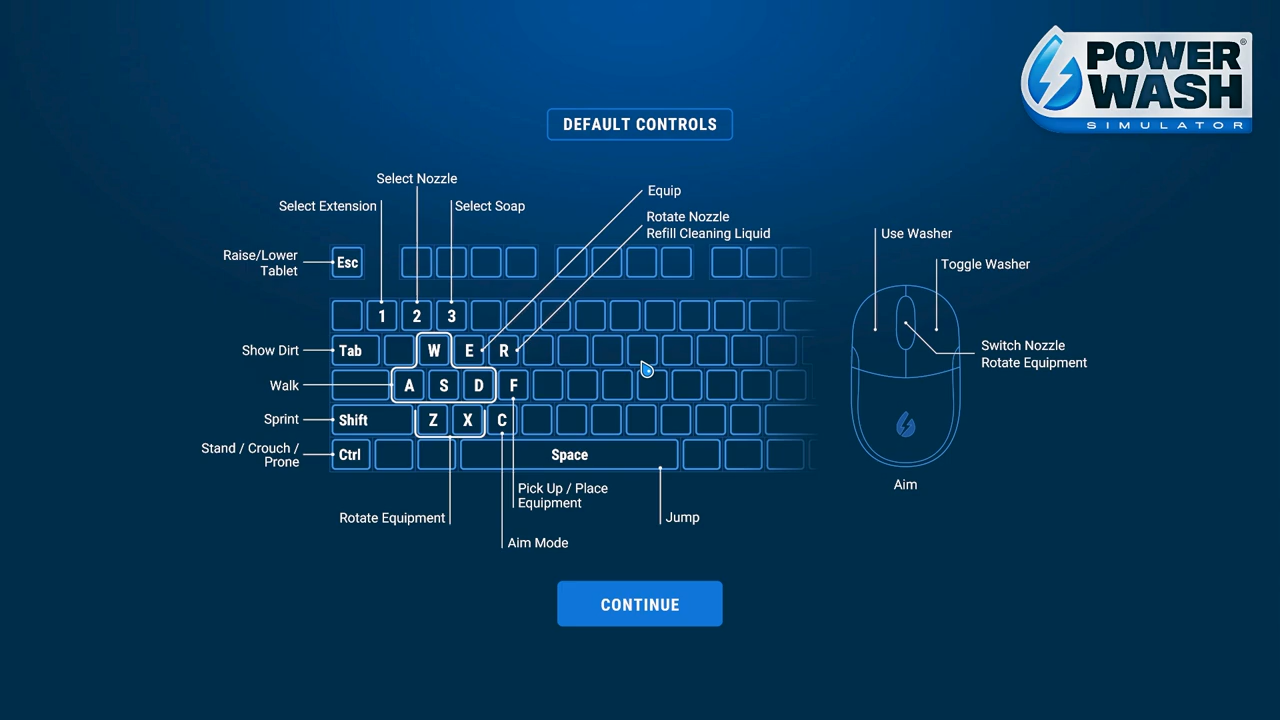 POWER®
WASH
SIMULATOR
DEFAULT CONTROLS
Select Nozzle
Select Extension
Select Soap
Equip
Rotate Nozzle
Refill Cleaning Liquid
Raise/Lower
Tablet
Esc
1 2 3
Show Dirt
Tab W E R
Walk
A S D F
Sprint
Shift Z X C
Stand / Crouch /
Prone
Ctrl Space
Pick Up / Place
Equipment
Rotate Equipment
Jump
Aim Mode
Use Washer
Toggle Washer
Switch Nozzle
Rotate Equipment
Aim
CONTINUE